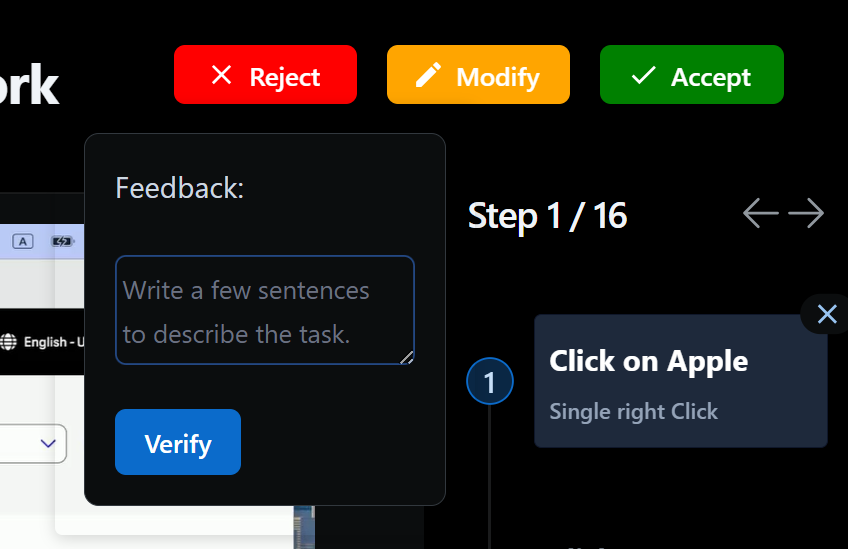 ork
Reject
Modify
Accept
Feedback:
Write a few sentences
to describe the task.
Verify
Step 1 / 16
A
English - U
1
Click on Apple
Single right Click